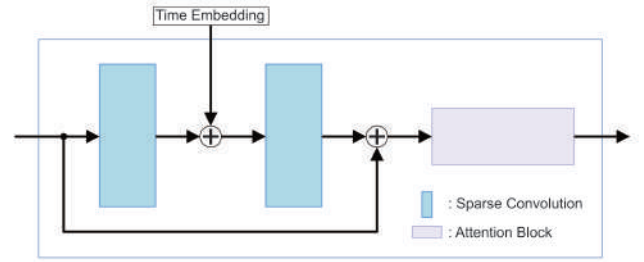 Time Embedding
: Sparse Convolution
: Attention Block